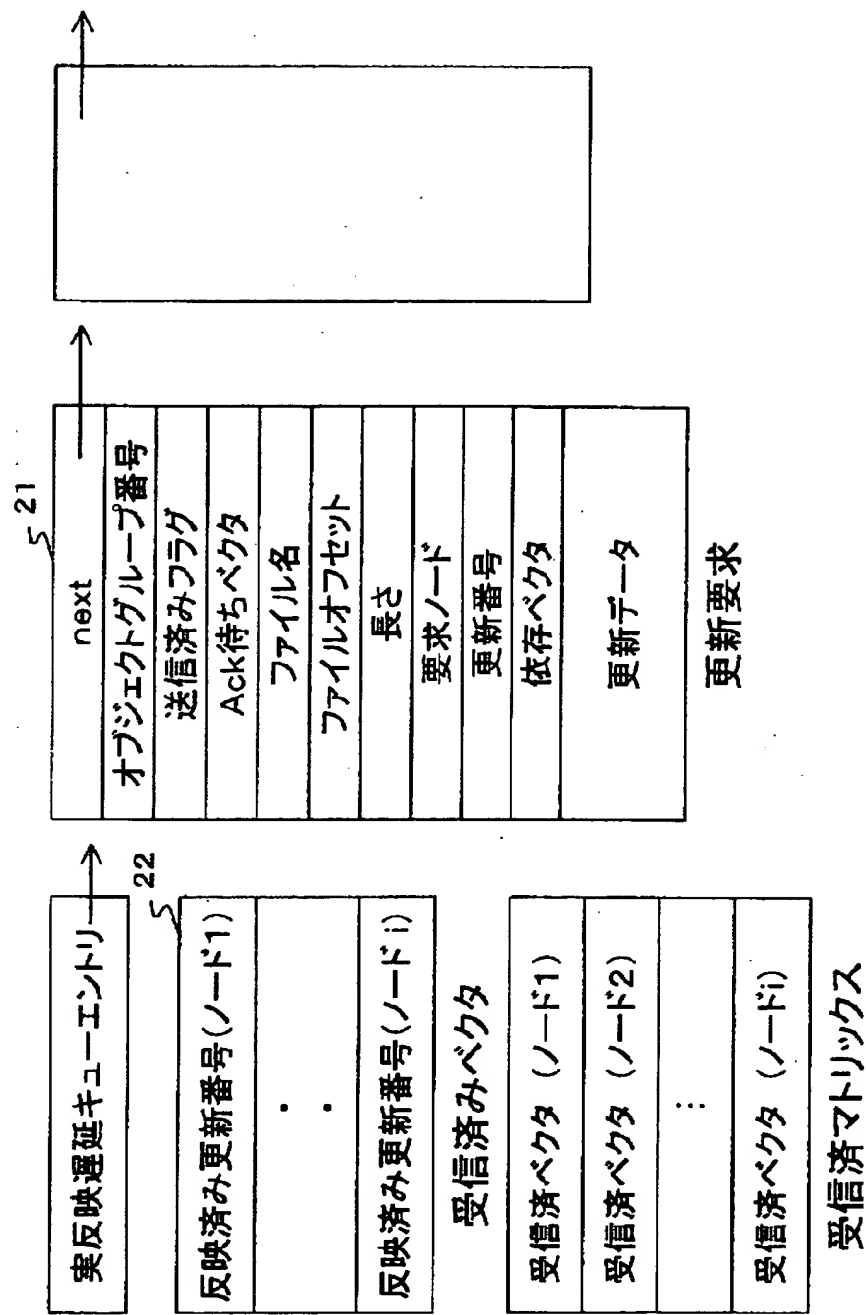 実反映遅延キューエントリ
22
反映済み更新番号(ノード1)
反映済み更新番号(ノードi)
受信済みベクタ
受信済ベクタ (ノード1)
受信済ベクタ (ノード2)
受信済ベクタ (ノードi)
受信済マトリックス
21
next
オブジェクトグループ番号
送信済みフラグ
Ack待ちベクタ
ファイル名
ファイルオフセット
長さ
要求ノード
更新番号
依存ベクタ
更新データ
更新要求